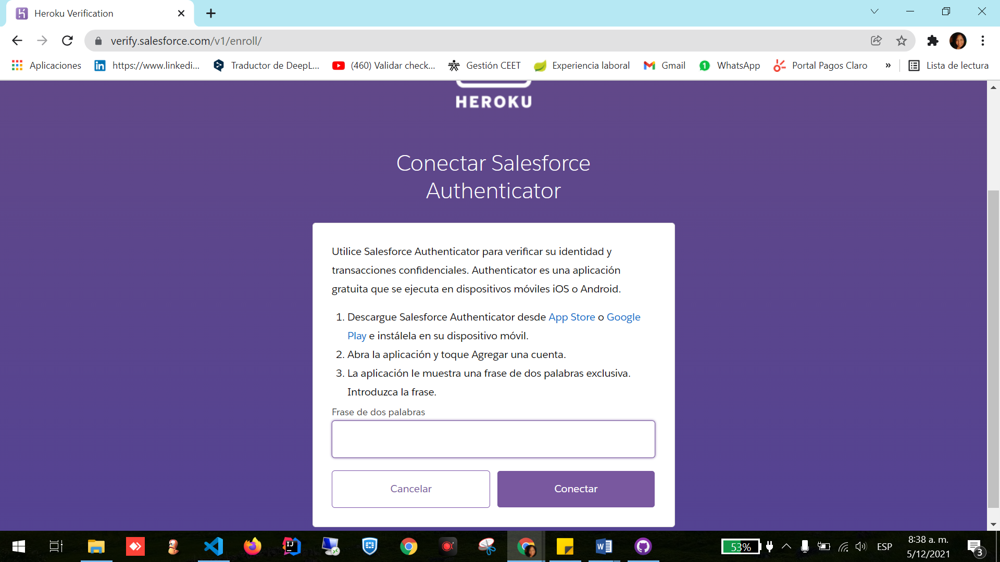 Heroku Verification
verify.salesforce.com/v1/enroll/
Aplicaciones
https://www.linkedi...
Traductor de DeepL...
(460) Validar check...
SENA
Gestión CEET
Experiencia laboral
Gmail
1
WhatsApp
Portal Pagos Claro
»
Lista de lectura
HEROKU
Conectar Salesforce
Authenticator
Utilice Salesforce Authenticator para verificar su identidad y
transacciones confidenciales. Authenticator es una aplicación
gratuita que se ejecuta en dispositivos móviles iOS o Android.
1. Descargue Salesforce Authenticator desde App Store o Google
Play e instálela en su dispositivo móvil.
2. Abra la aplicación y toque Agregar una cuenta.
3. La aplicación le muestra una frase de dos palabras exclusiva.
Introduzca la frase.
Frase de dos palabras
Cancelar
Conectar
IJ
W
53%
ESP
8:38 a. m.
5/12/2021
3